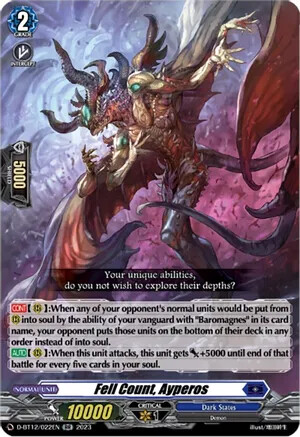 2
GRADE
INTERCEPT
5000
SHIELD
Your unique abilities,
do you not wish to explore their depths?
CONT [ ]:When any of your opponent's normal units would be put from
into soul by the ability of your vanguard with "Baromagnes" in its card
name, your opponent puts those units on the bottom of their deck in any
order instead of into soul.
AUTO [ ]:When this unit attacks, this unit gets +5000 until end of that
battle for every five cards in your soul.
NORMAL UNIT
Fell Count, Ayperos
POWER 10000
CRITICAL
1
Dark States
Demon
D-BT12/022EN RR 2023